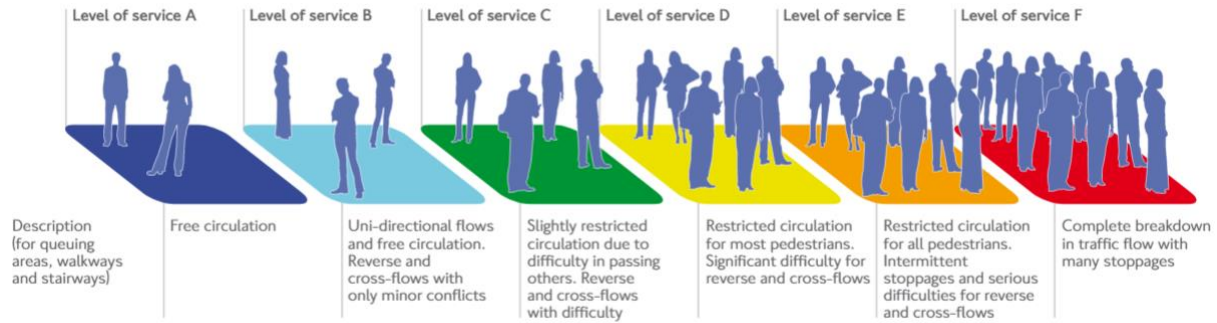 Level of service A
Level of service B
Level of service C
Level of service D
Level of service E
Level of service F
Description
(for queuing
areas, walkways
and stairways)
Free circulation
Uni-directional flows
and free circulation.
Reverse and
cross-flows with
only minor conflicts
Slightly restricted
circulation due to
difficulty in passing
others. Reverse
and cross-flows
with difficulty
Restricted circulation
for most pedestrians.
Significant difficulty for
reverse and cross-flows
Restricted circulation
for all pedestrians.
Intermittent
stoppages and serious
difficulties for reverse
and cross-flows
Complete breakdown
in traffic flow with
many stoppages